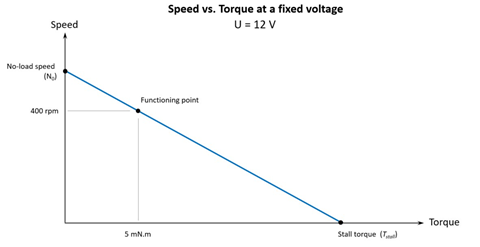 Speed vs. Torque at a fixed voltage
U = 12 V
Speed
No-load speed
(N₀)
Functioning point
400 rpm
Torque
5 mN.m
Stall torque (Tstall)